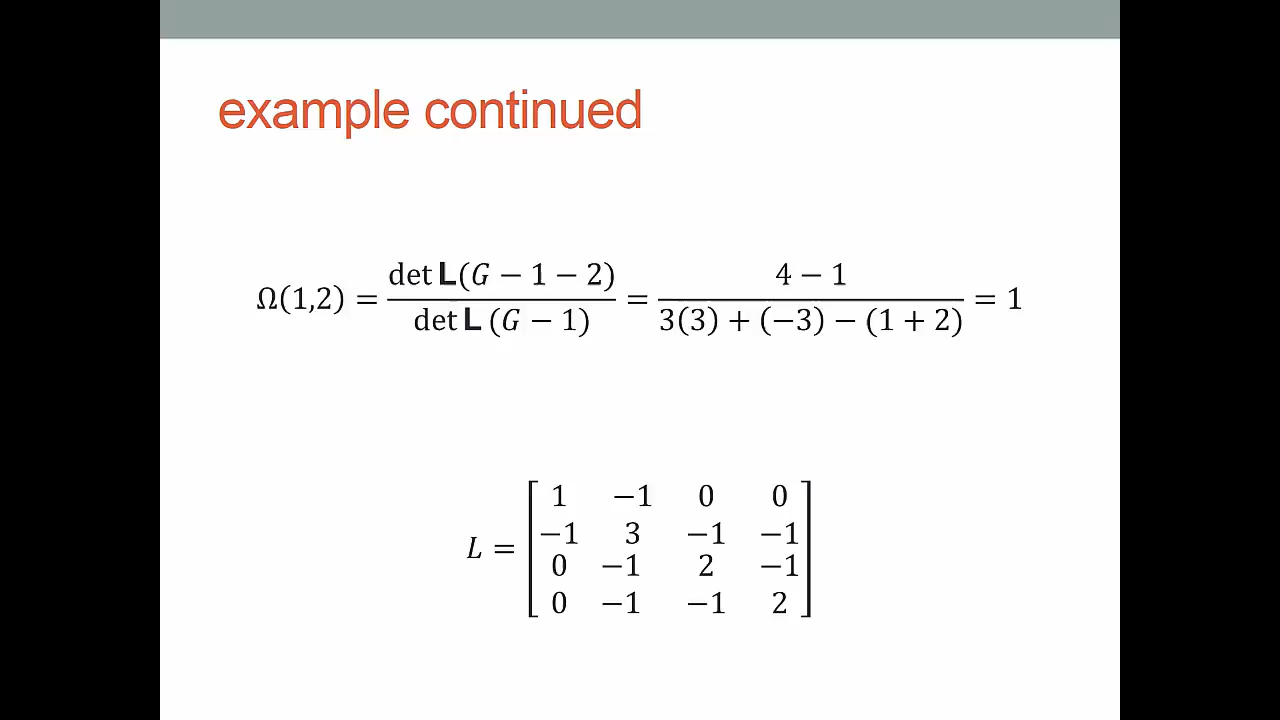 example continued
Ω(1,2) = det L(G − 1 − 2) / det L (G − 1) = 4 − 1 / 3(3) + (−3) − (1 + 2) = 1
L = [
1 −1 0 0
−1 3 −1 −1
0 −1 2 −1
0 −1 −1 2
]